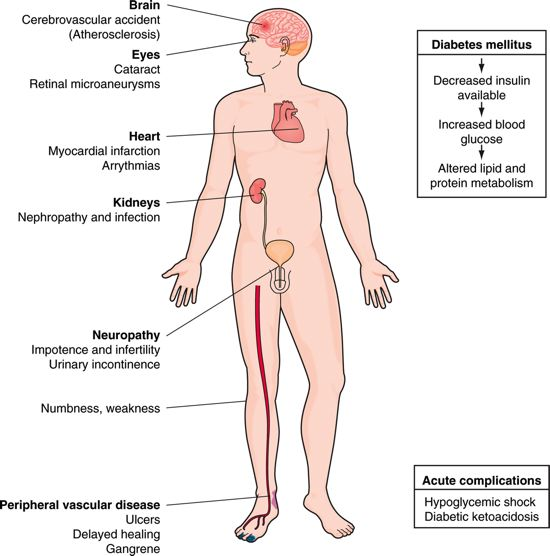 Brain
Cerebrovascular accident
(Atherosclerosis)
Eyes
Cataract
Retinal microaneurysms
Heart
Myocardial infarction
Arrythmias
Kidneys
Nephropathy and infection
Neuropathy
Impotence and infertility
Urinary incontinence
Numbness, weakness
Peripheral vascular disease
Ulcers
Delayed healing
Gangrene
Diabetes mellitus
Decreased insulin
available
Increased blood
glucose
Altered lipid and
protein metabolism
Acute complications
Hypoglycemic shock
Diabetic ketoacidosis